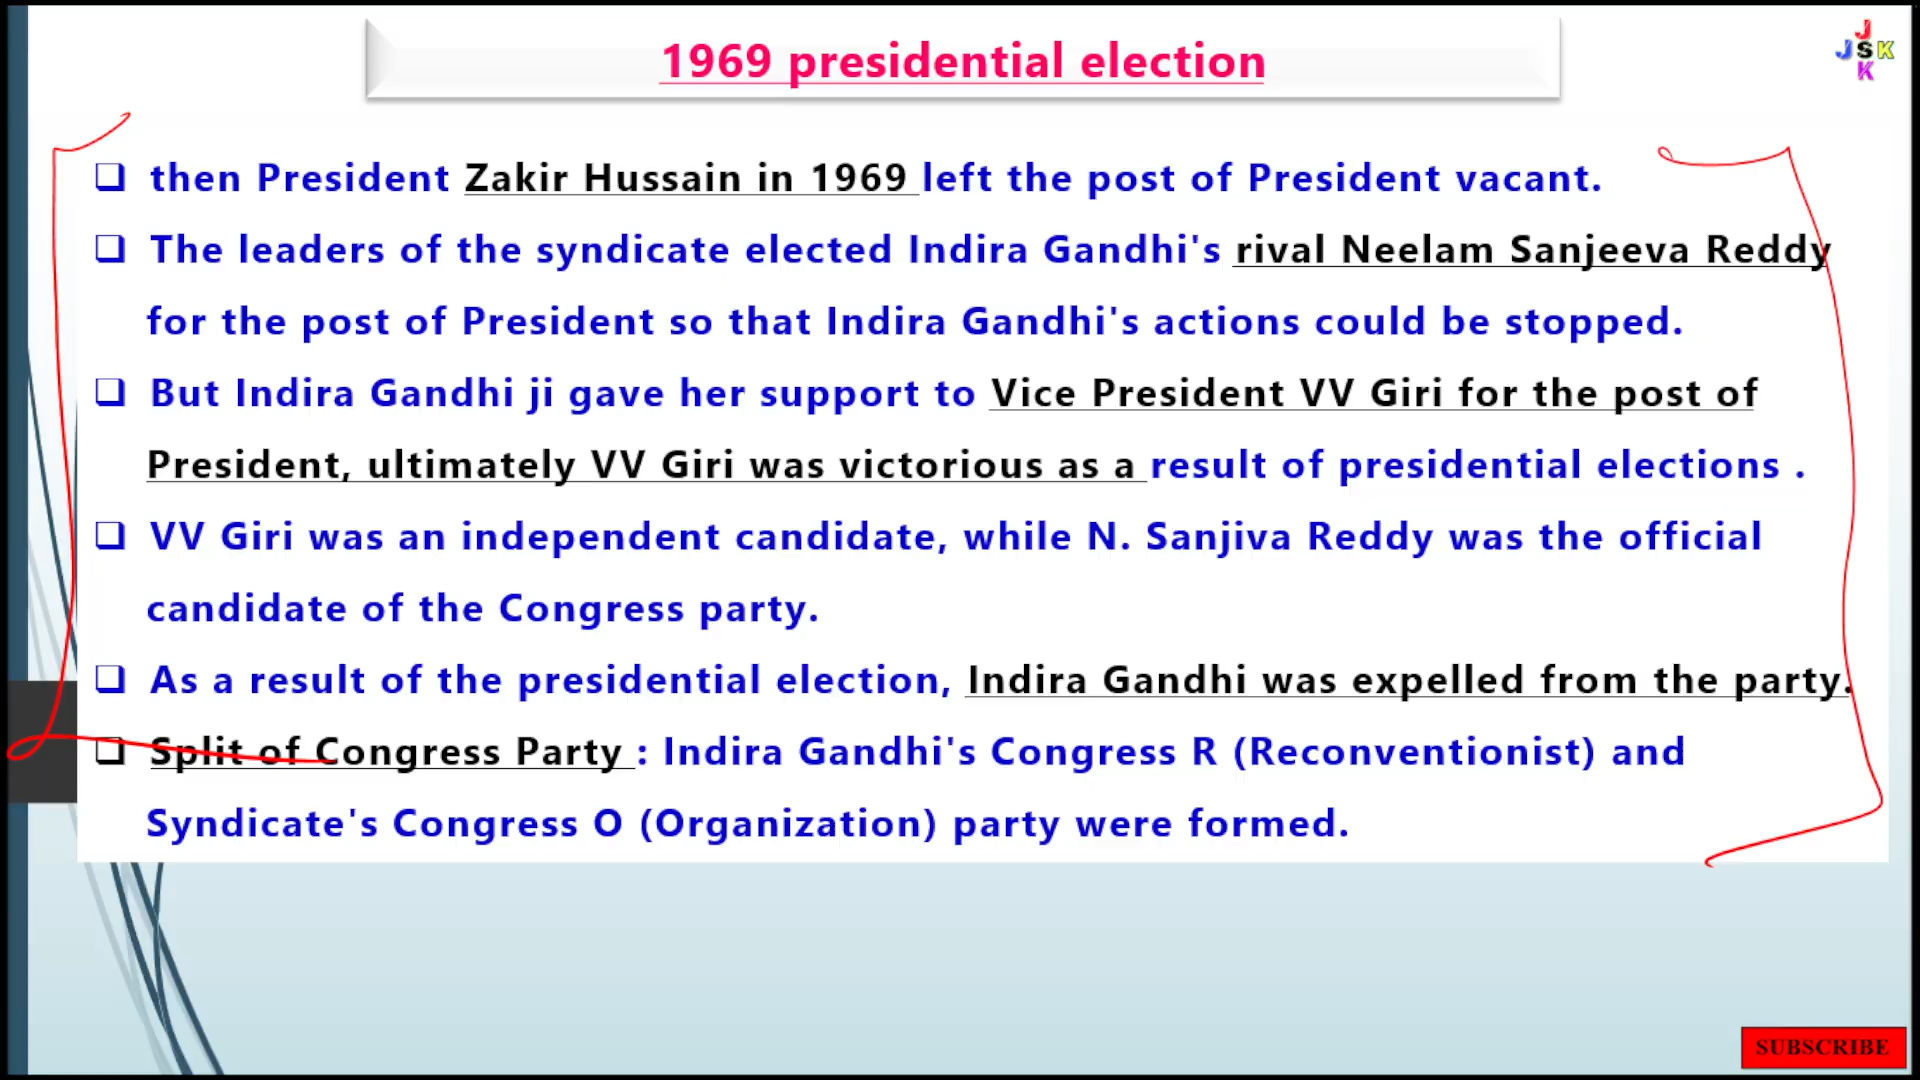 1969 presidential election
J
JSK
K
❑ then President Zakir Hussain in 1969 left the post of President vacant.
❑ The leaders of the syndicate elected Indira Gandhi's rival Neelam Sanjeeva Reddy
for the post of President so that Indira Gandhi's actions could be stopped.
❑ But Indira Gandhi ji gave her support to Vice President VV Giri for the post of
President, ultimately VV Giri was victorious as a result of presidential elections .
❑ VV Giri was an independent candidate, while N. Sanjiva Reddy was the official
candidate of the Congress party.
❑ As a result of the presidential election, Indira Gandhi was expelled from the party.
❑ Split of Congress Party : Indira Gandhi's Congress R (Reconventionist) and
Syndicate's Congress O (Organization) party were formed.
SUBSCRIBE